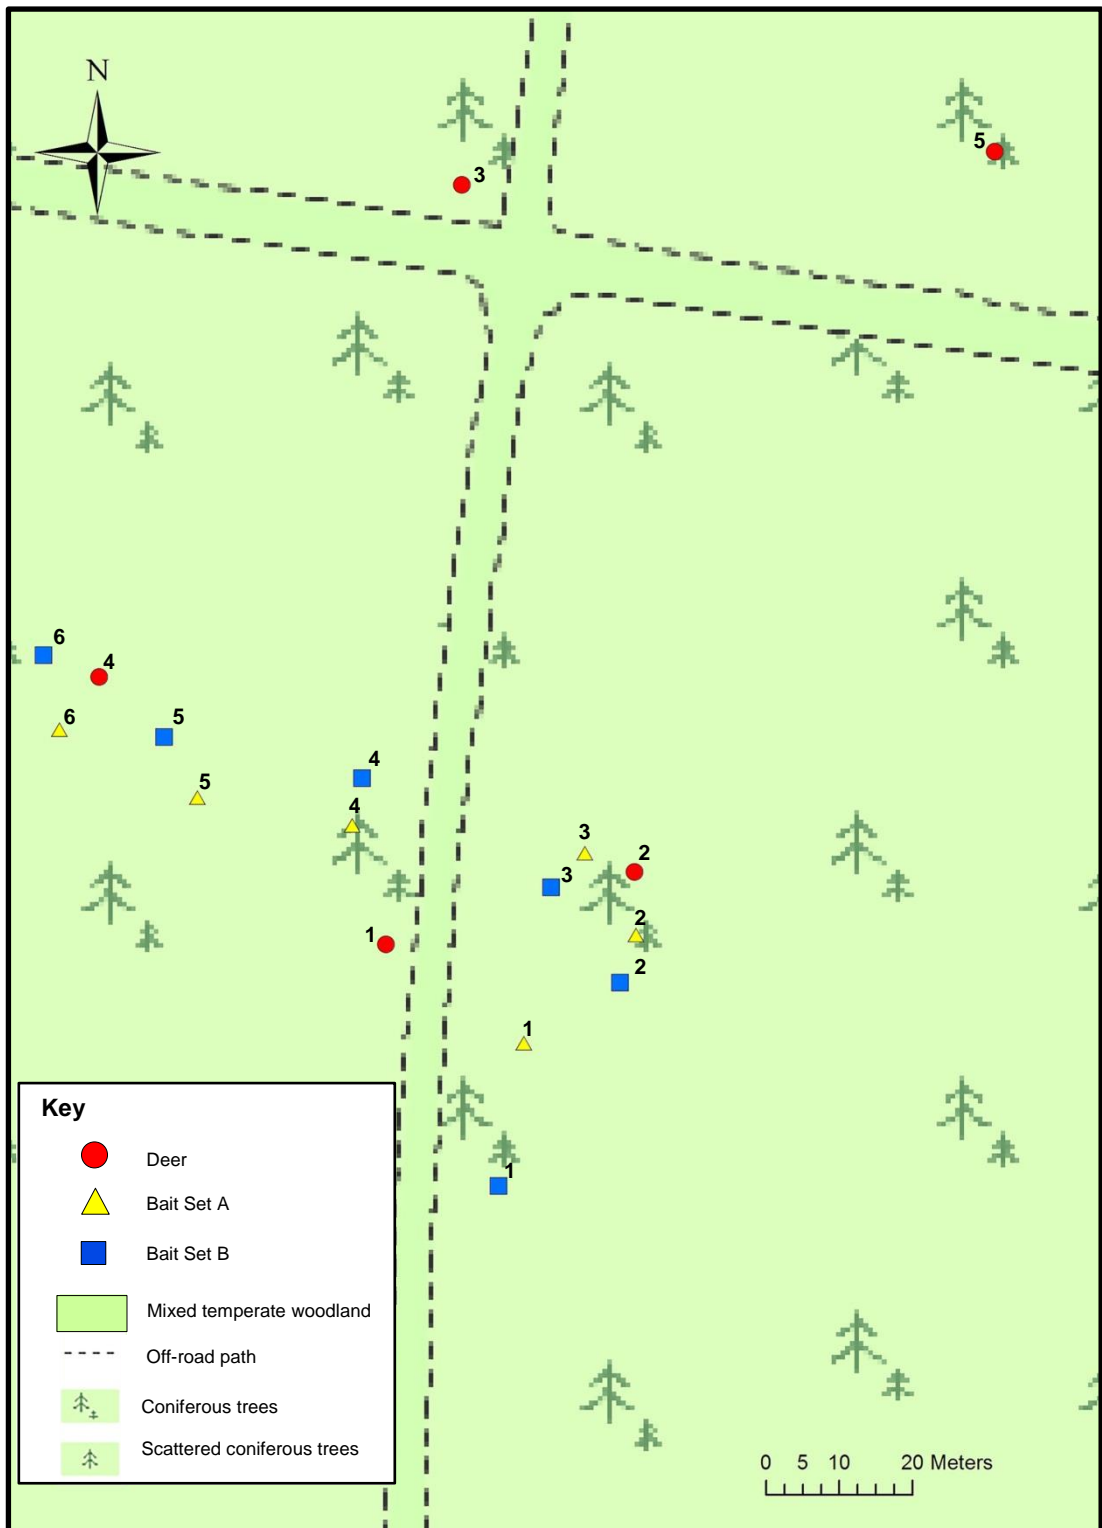 N
3
5
6
4
6
5
5
4
4
3
2
3
2
1
2
1
1
Key
Deer
Bait Set A
Bait Set B
Mixed temperate woodland
Off-road path
Coniferous trees
Scattered coniferous trees
0 5 10 20 Meters